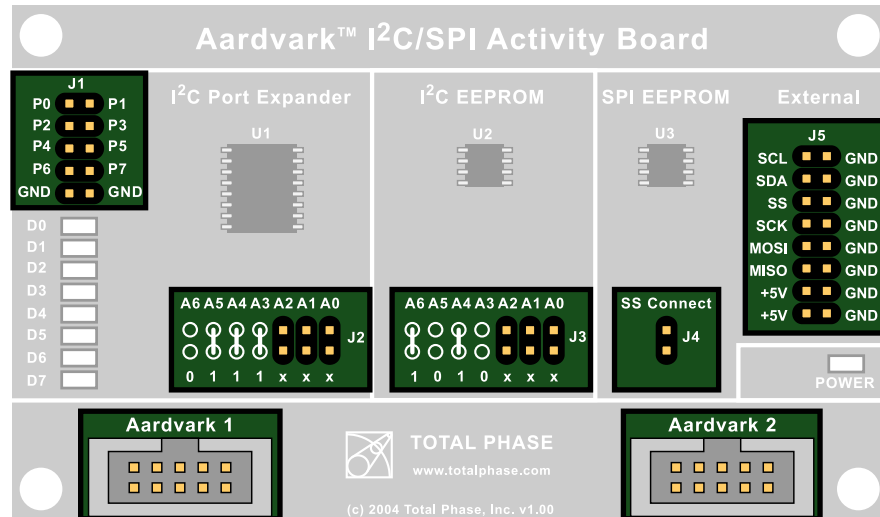 Aardvark™ I²C/SPI Activity Board
J1
P0 P1
P2 P3
P4 P5
P6 P7
GND GND
D0
D1
D2
D3
D4
D5
D6
D7
I²C Port Expander
U1
A6 A5 A4 A3 A2 A1 A0
J2
0 1 1 1 x x x
I²C EEPROM
U2
A6 A5 A4 A3 A2 A1 A0
J3
1 0 1 0 x x x
SPI EEPROM
U3
SS Connect
J4
External
J5
SCL GND
SDA GND
SS GND
SCK GND
MOSI GND
MISO GND
+5V GND
+5V GND
POWER
Aardvark 1
TOTAL PHASE
www.totalphase.com
(c) 2004 Total Phase, Inc. v1.00
Aardvark 2